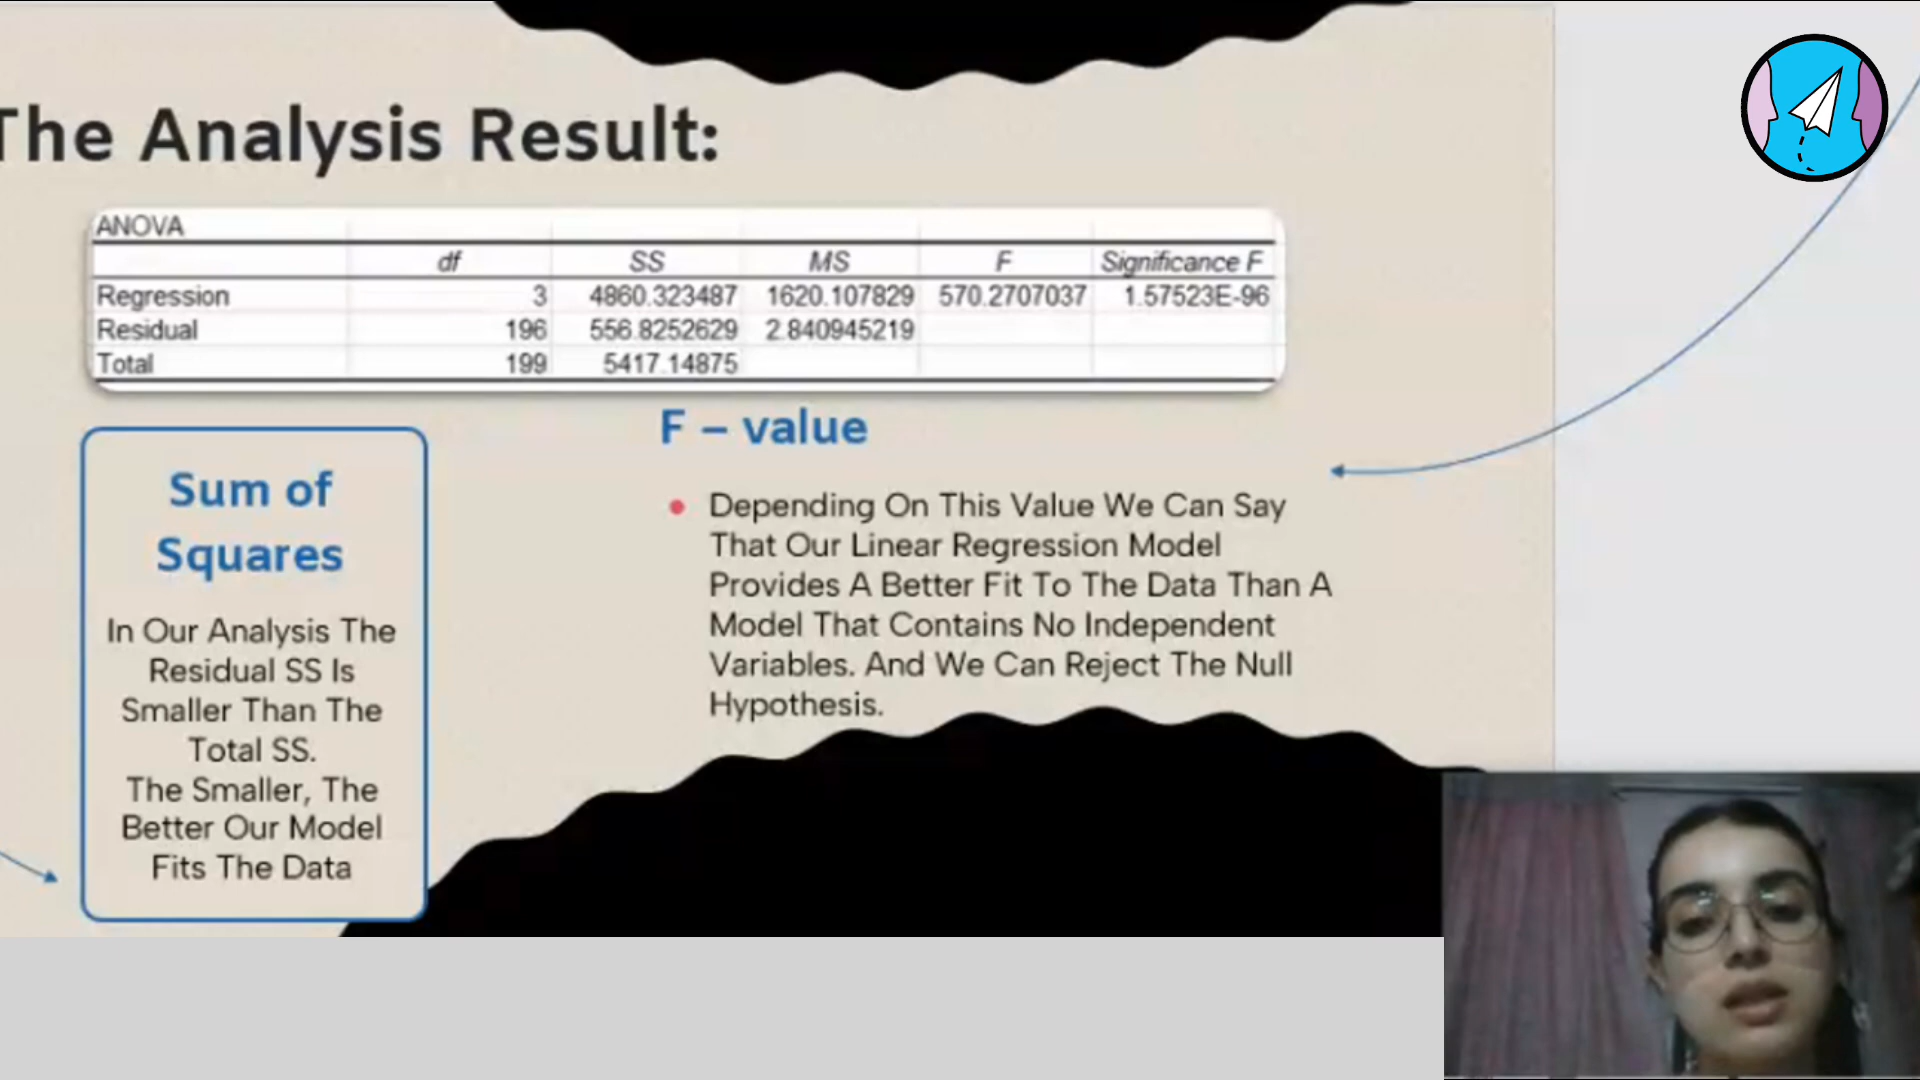 The Analysis Result:
ANOVA
df SS MS F Significance F
Regression 3 4860.323487 1620.107829 570.2707037 1.57523E-96
Residual 196 556.8252629 2.840945219
Total 199 5417.14875
Sum of
Squares
In Our Analysis The
Residual SS Is
Smaller Than The
Total SS.
The Smaller, The
Better Our Model
Fits The Data
F – value
Depending On This Value We Can Say
That Our Linear Regression Model
Provides A Better Fit To The Data Than A
Model That Contains No Independent
Variables. And We Can Reject The Null
Hypothesis.